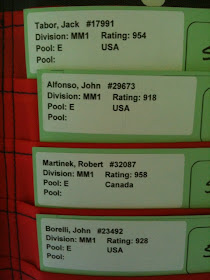 Tabor, Jack #17991
Division: MM1 Rating: 954
Pool: E USA
Pool:
Alfonso, John #29673
Division: MM1 Rating: 918
Pool: E USA
Pool:
Martinek, Robert #32087
Division: MM1 Rating: 958
Pool: E Canada
Pool:
Borelli, John #23492
Division: MM1 Rating: 928
Pool: E USA
Pool: